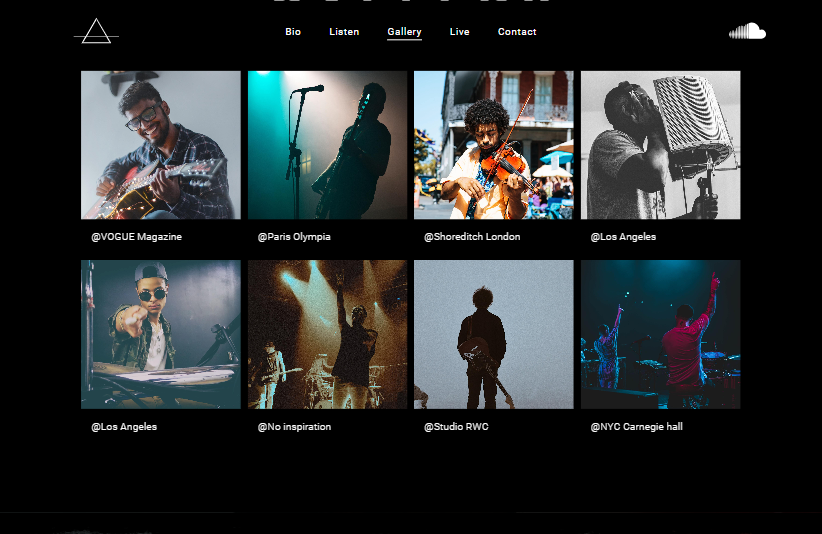 Bio Listen Gallery Live Contact
@VOGUE Magazine @Paris Olympia @Shoreditch London @Los Angeles
@Los Angeles @No inspiration @Studio RWC @NYC Carnegie hall